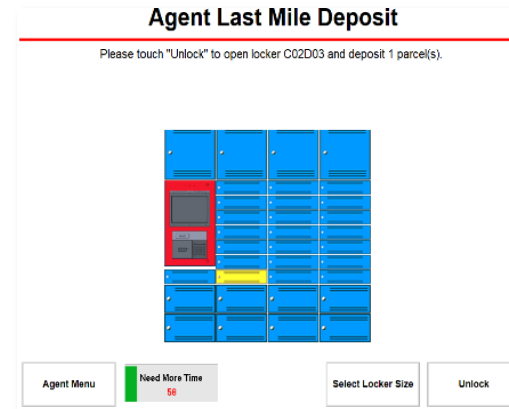 Agent Last Mile Deposit
Please touch "Unlock" to open locker C02D03 and deposit 1 parcel(s).
Agent Menu
Need More Time
56
Select Locker Size
Unlock